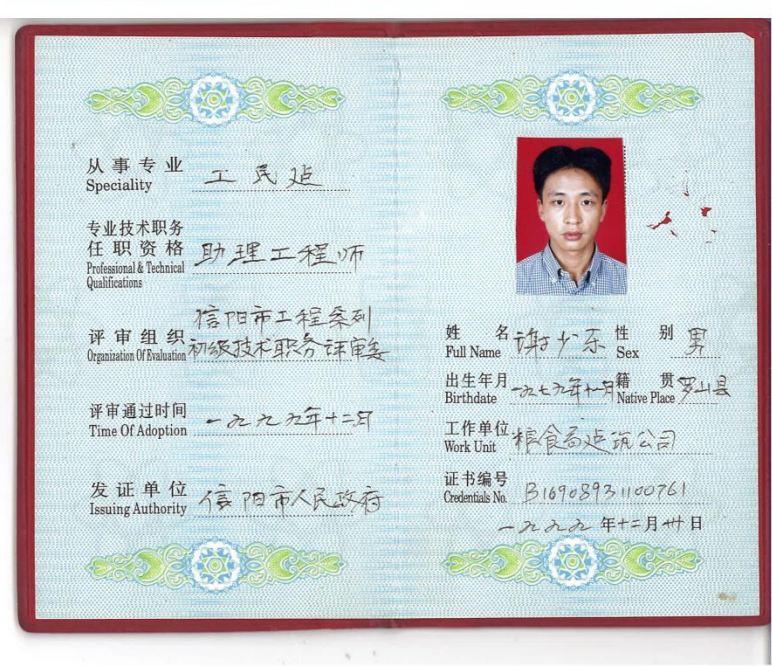 从事专业 工民建
Speciality
专业技术职务
任职资格 助理工程师
Professional & Technical
Qualifications
信阳市工程系列
评审组织 初级技术职务评审委
Organization Of Evaluation
评审通过时间 一九九九年十二月
Time Of Adoption
发证单位 信阳市人民政府
Issuing Authority
姓名 谢少东 性别 男
Full Name Sex
出生年月 一九七九年十一月 籍贯 罗山县
Birthdate Native Place
工作单位 粮食局建筑公司
Work Unit
证书编号 B16908931100761
Credentials No.
一九九九年十二月卅日